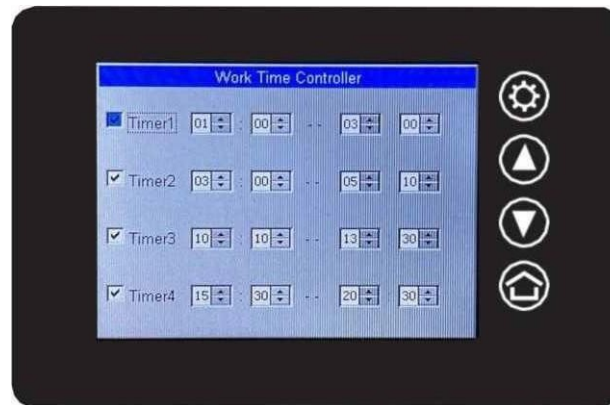 Work Time Controller
Timer1 01 : 00 -- 03 00
Timer2 03 : 00 -- 05 10
Timer3 10 : 10 -- 13 30
Timer4 15 : 30 -- 20 30